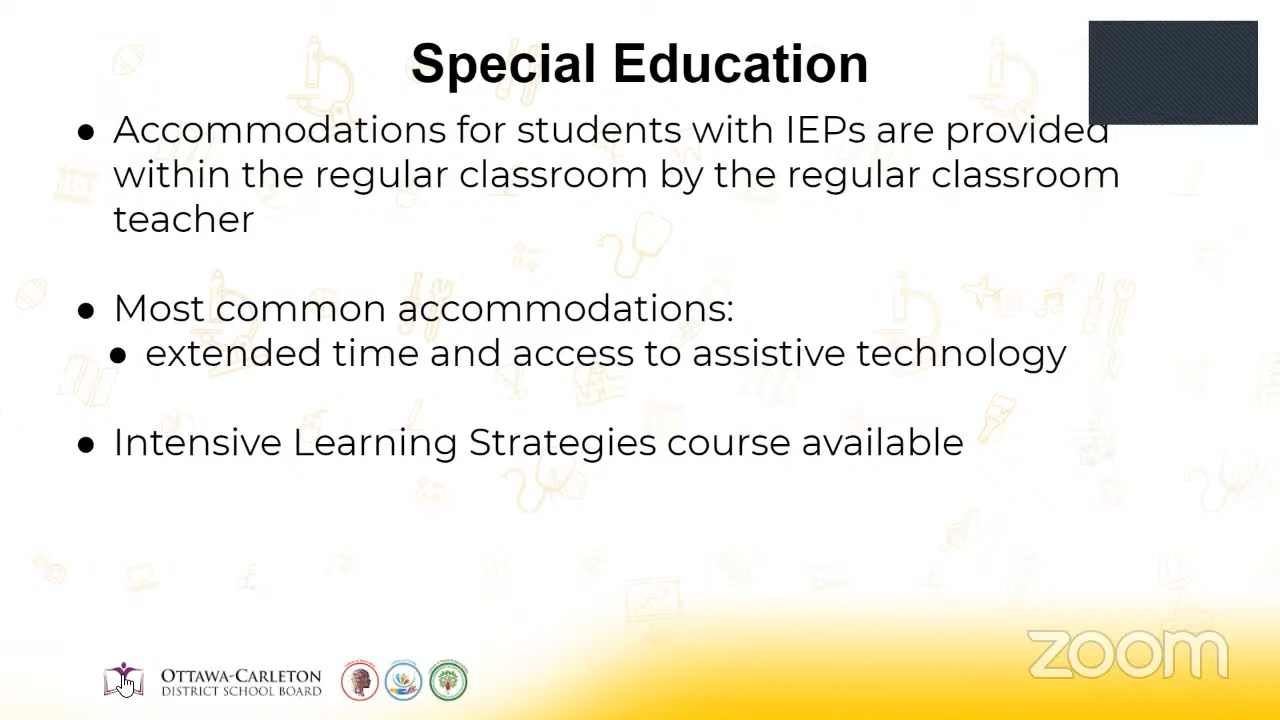 Special Education
● Accommodations for students with IEPs are provided
within the regular classroom by the regular classroom
teacher
● Most common accommodations:
● extended time and access to assistive technology
● Intensive Learning Strategies course available
OTTAWA-CARLETON
DISTRICT SCHOOL BOARD
zoom